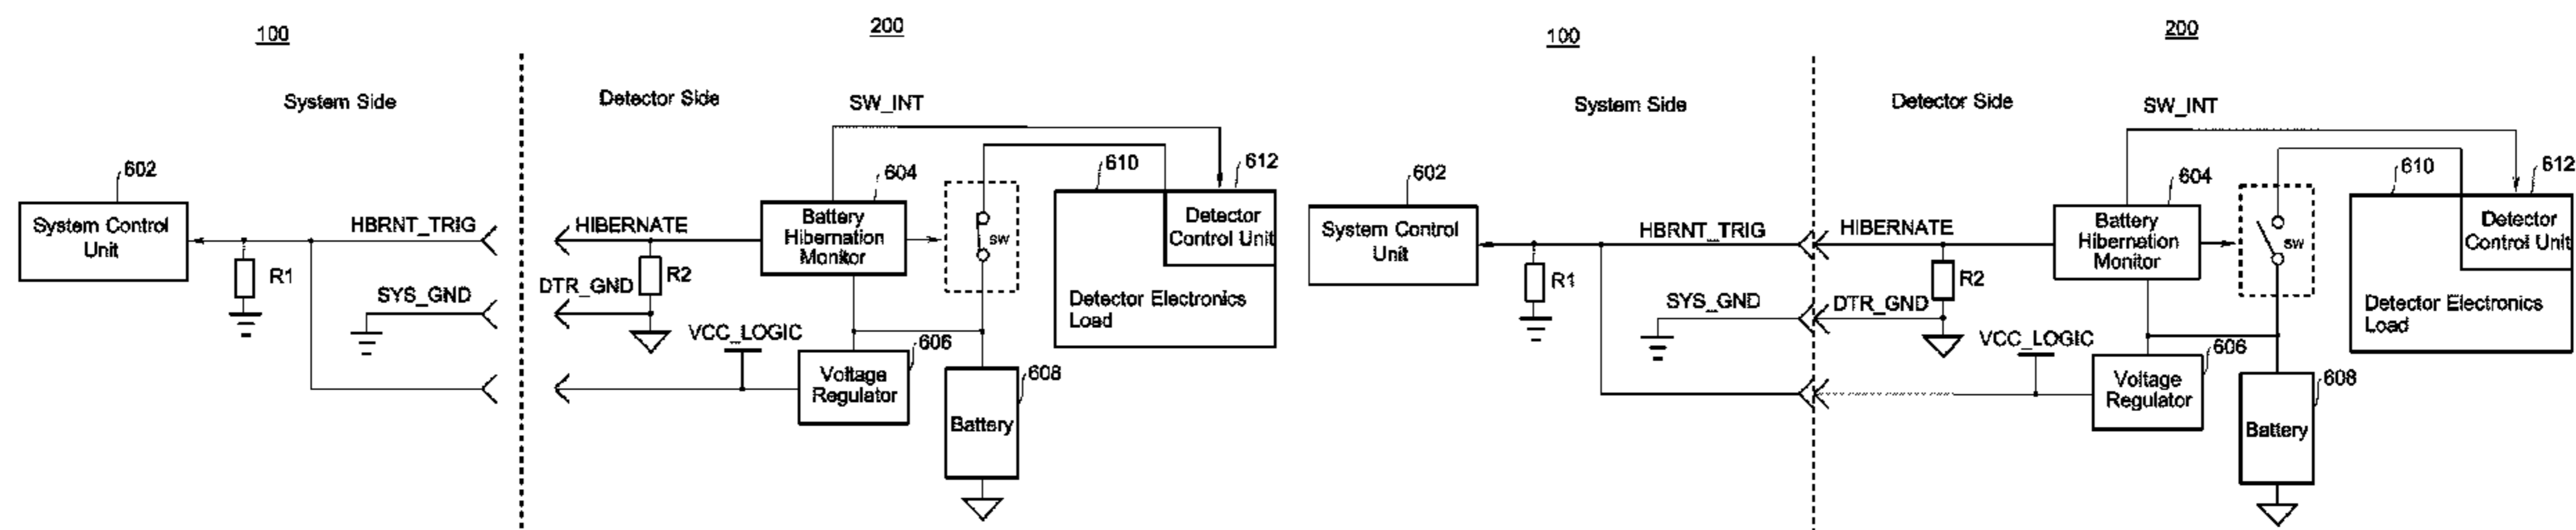 100
200
System Side
Detector Side
SW_INT
602
604
610
612
System Control
Unit
HBRNT_TRIG
HIBERNATE
Battery
Hibernation
Monitor
sw
Detector
Control Unit
R1
R2
SYS_GND
DTR_GND
Detector Electronics
Load
VCC_LOGIC
606
Voltage
Regulator
608
Battery
100
200
System Side
Detector Side
SW_INT
602
604
610
612
System Control
Unit
HBRNT_TRIG
HIBERNATE
Battery
Hibernation
Monitor
sw
Detector
Control Unit
R1
R2
SYS_GND
DTR_GND
Detector Electronics
Load
VCC_LOGIC
606
Voltage
Regulator
608
Battery